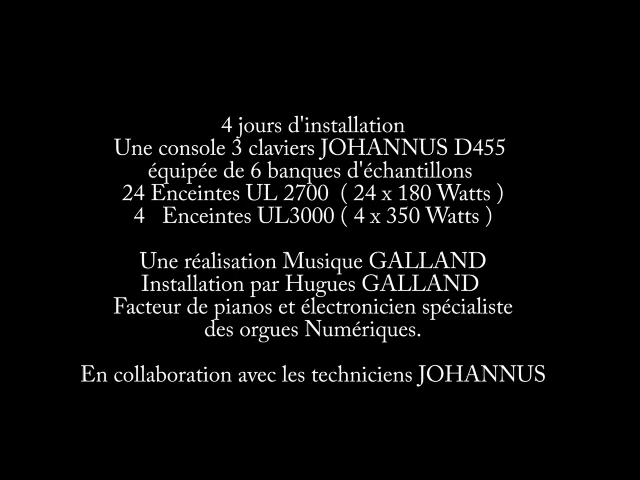 4 jours d'installation
Une console 3 claviers JOHANNUS D455
équipée de 6 banques d'échantillons
24 Enceintes UL 2700 ( 24 x 180 Watts )
4 Enceintes UL3000 ( 4 x 350 Watts )
Une réalisation Musique GALLAND
Installation par Hugues GALLAND
Facteur de pianos et électronicien spécialiste
des orgues Numériques.
En collaboration avec les techniciens JOHANNUS